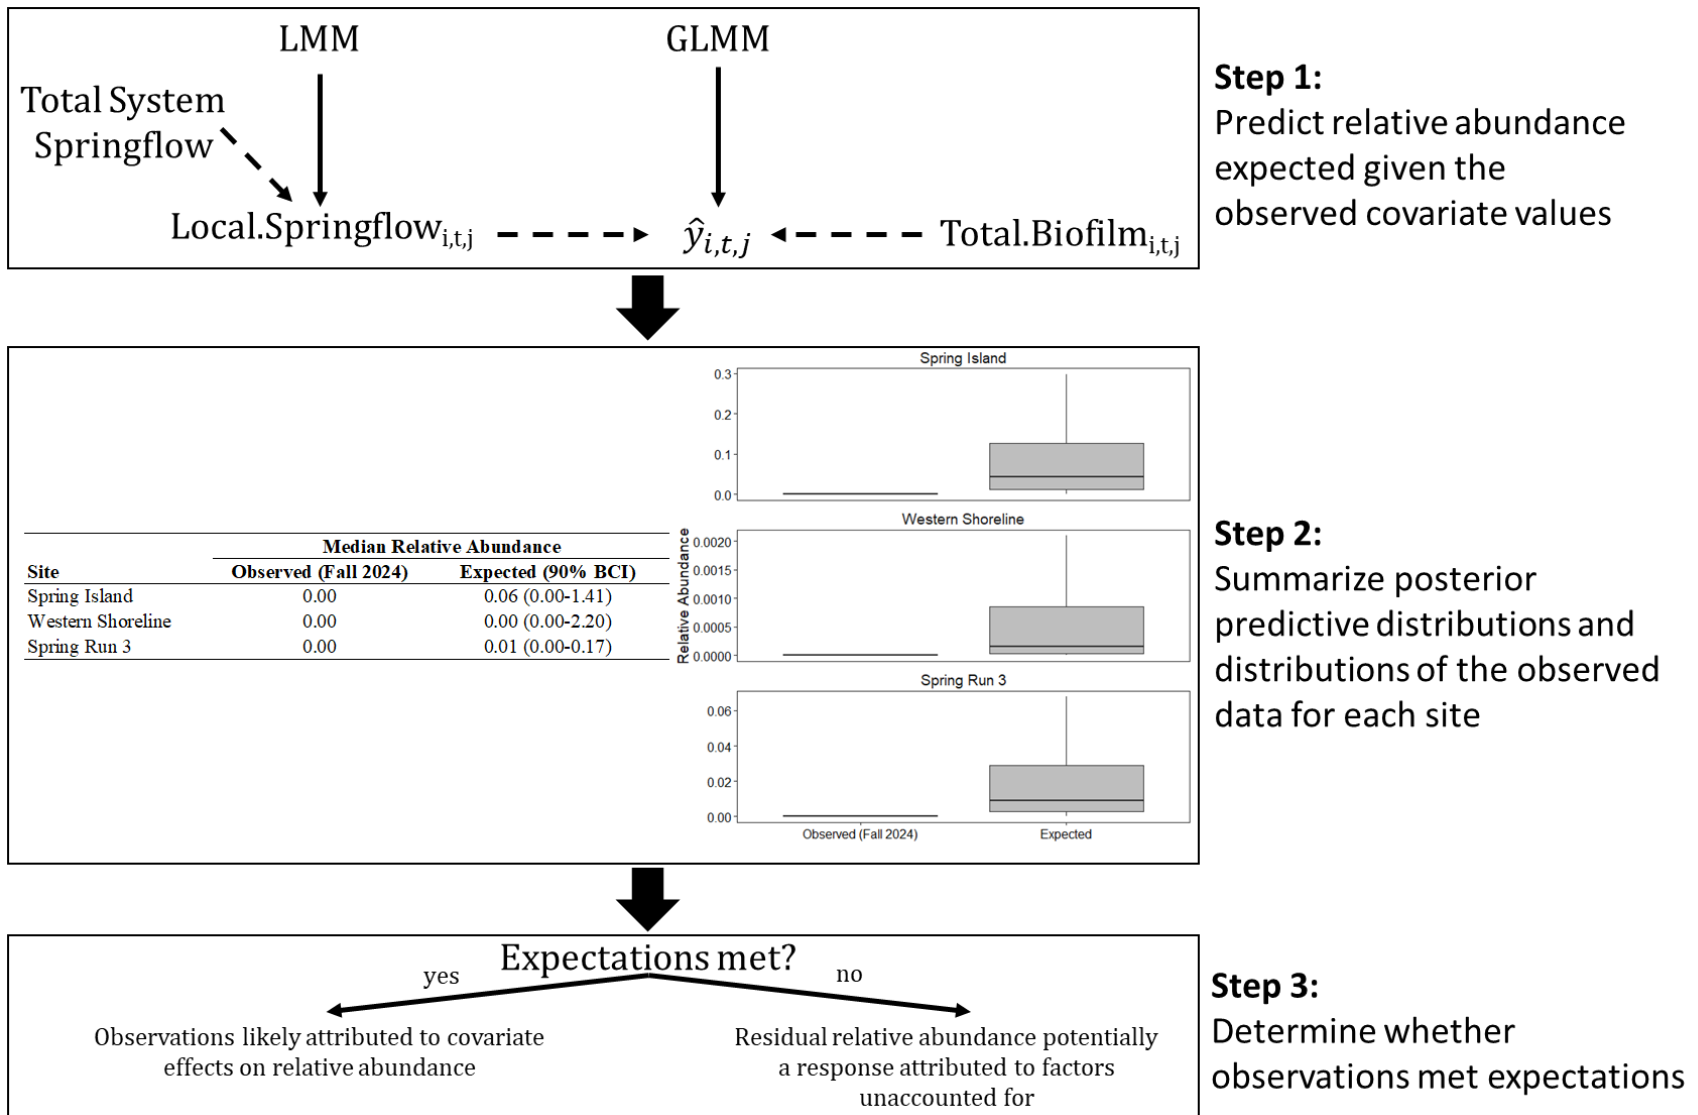 LMM
GLMM
Total System
Springflow
Local.Springflow i,t,j
ŷ i,t,j
Total.Biofilm i,t,j
Step 1:
Predict relative abundance
expected given the
observed covariate values
Median Relative Abundance
Site Observed (Fall 2024) Expected (90% BCI)
Spring Island 0.00 0.06 (0.00-1.41)
Western Shoreline 0.00 0.00 (0.00-2.20)
Spring Run 3 0.00 0.01 (0.00-0.17)
Relative Abundance
Spring Island
0.3
0.2
0.1
0.0
Western Shoreline
0.0020
0.0015
0.0010
0.0005
0.0000
Spring Run 3
0.06
0.04
0.02
0.00
Observed (Fall 2024) Expected
Step 2:
Summarize posterior
predictive distributions and
distributions of the observed
data for each site
Expectations met?
yes
no
Observations likely attributed to covariate
effects on relative abundance
Residual relative abundance potentially
a response attributed to factors
unaccounted for
Step 3:
Determine whether
observations met expectations